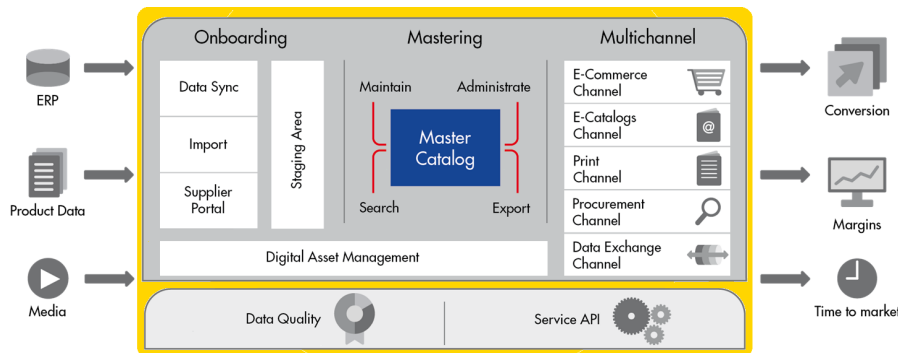 Onboarding
Mastering
Multichannel
ERP
Product Data
Media
Data Sync
Import
Supplier
Portal
Staging Area
Maintain
Administrate
Master
Catalog
Search
Export
Digital Asset Management
E-Commerce
Channel
E-Catalogs
Channel
@
Print
Channel
Procurement
Channel
Data Exchange
Channel
Conversion
Margins
Time to market
Data Quality
Service API